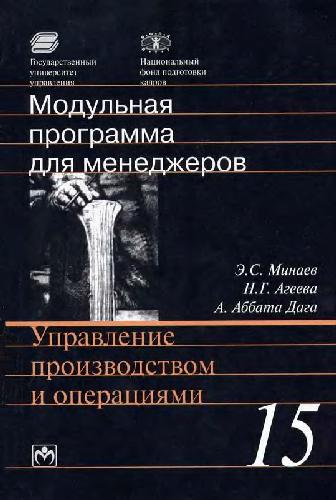 Государственный
университет
управления
Национальный
фонд подготовки
кадров
Модульная
программа
для менеджеров
Э.С. Минаев
Н.Г. Агеева
А. Аббата Дага
Управление
производством
и операциями
15